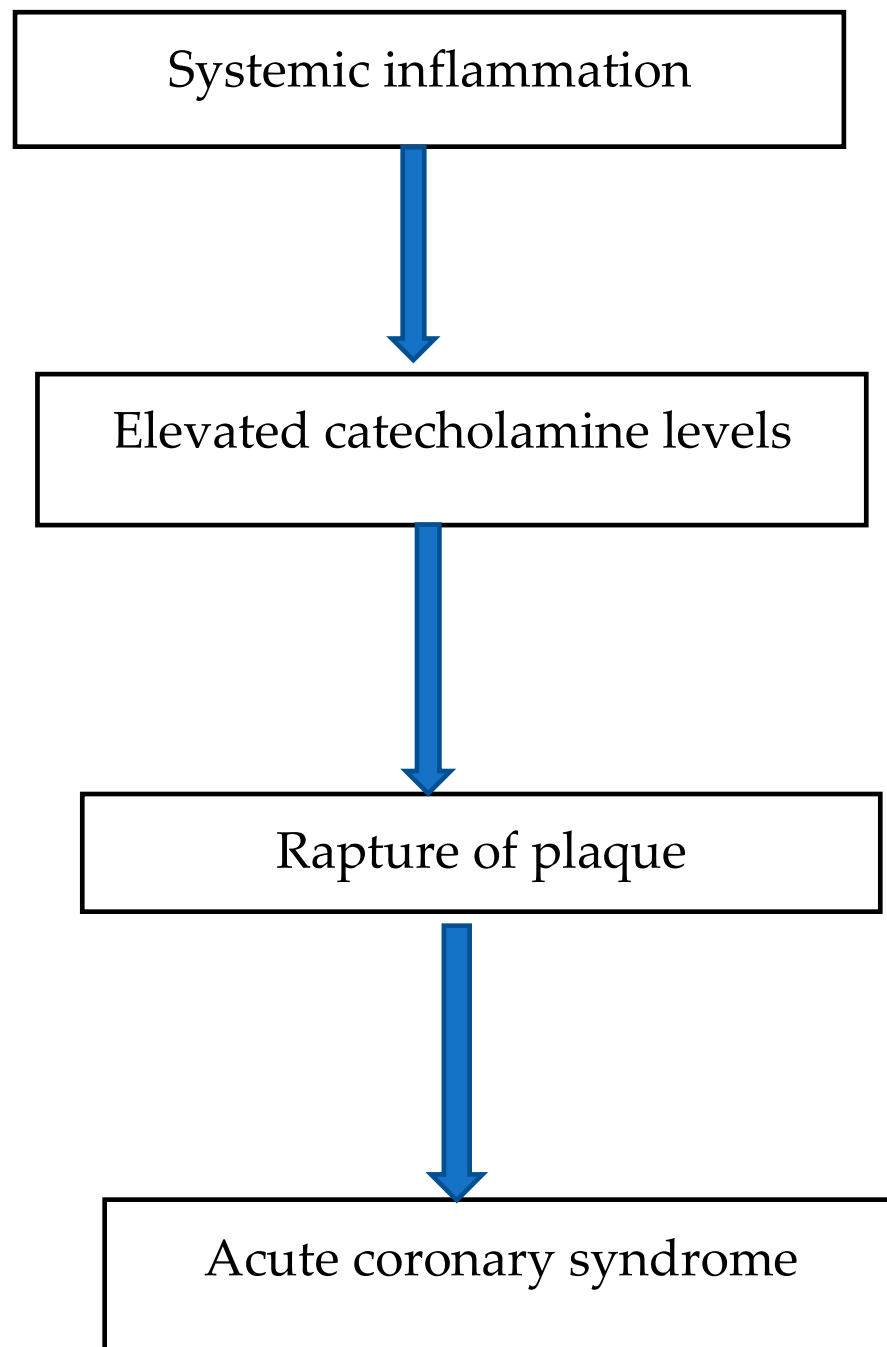 Systemic inflammation
Elevated catecholamine levels
Rapture of plaque
Acute coronary syndrome